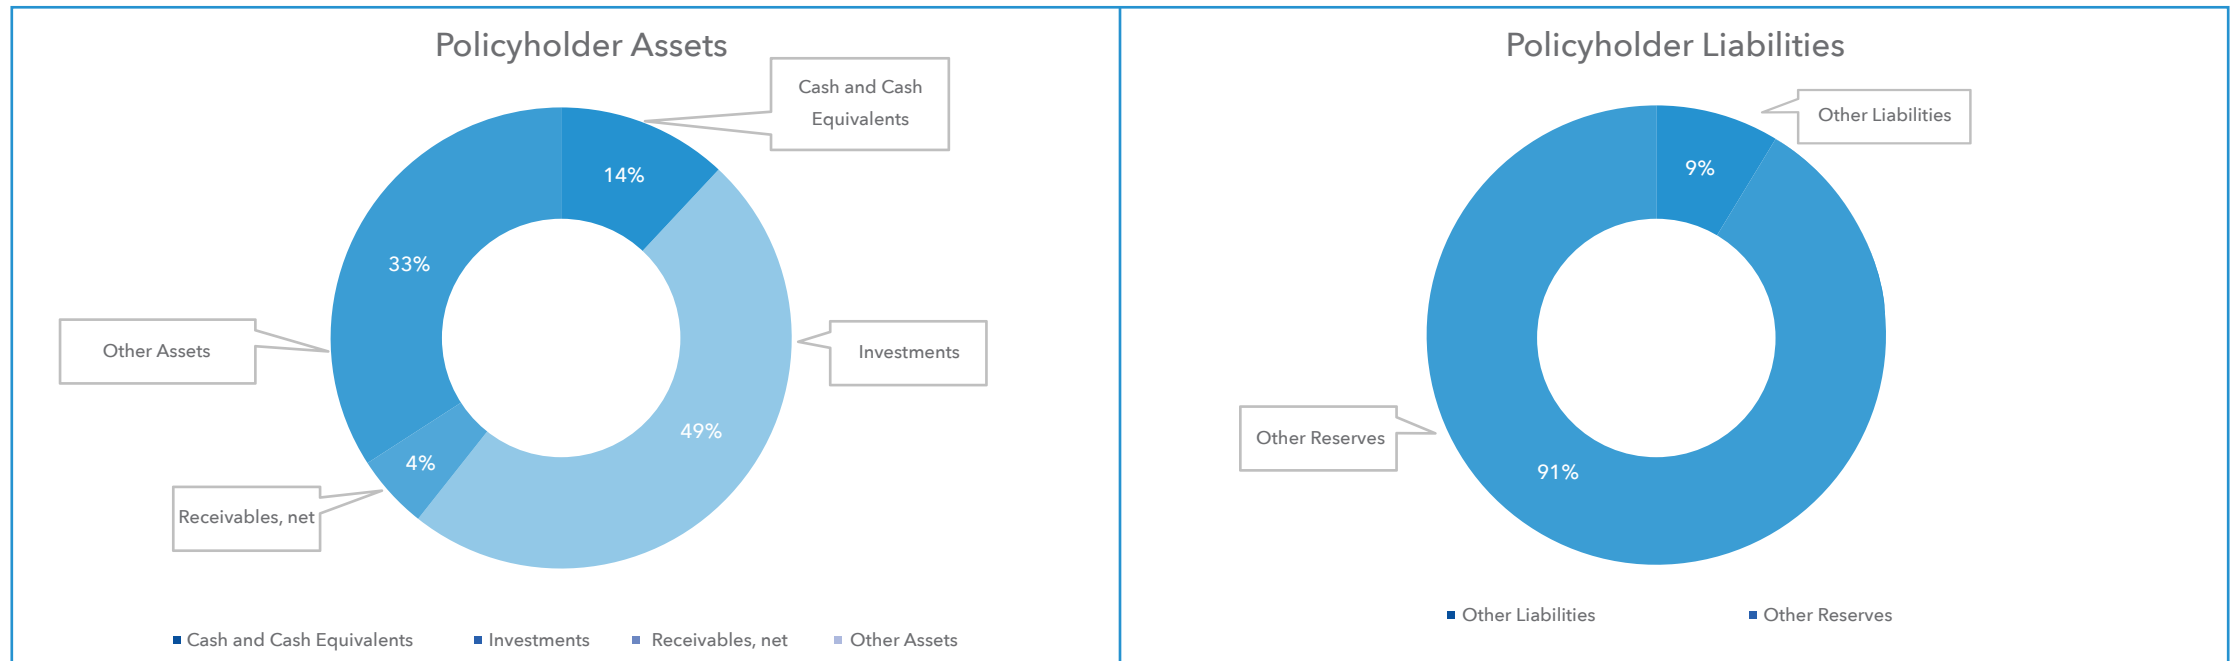 Policyholder Assets
Cash and Cash
Equivalents
14%
33%
Other Assets
Investments
49%
4%
Receivables, net
Cash and Cash Equivalents
Investments
Receivables, net
Other Assets
Policyholder Liabilities
Other Liabilities
9%
Other Reserves
91%
Other Liabilities
Other Reserves